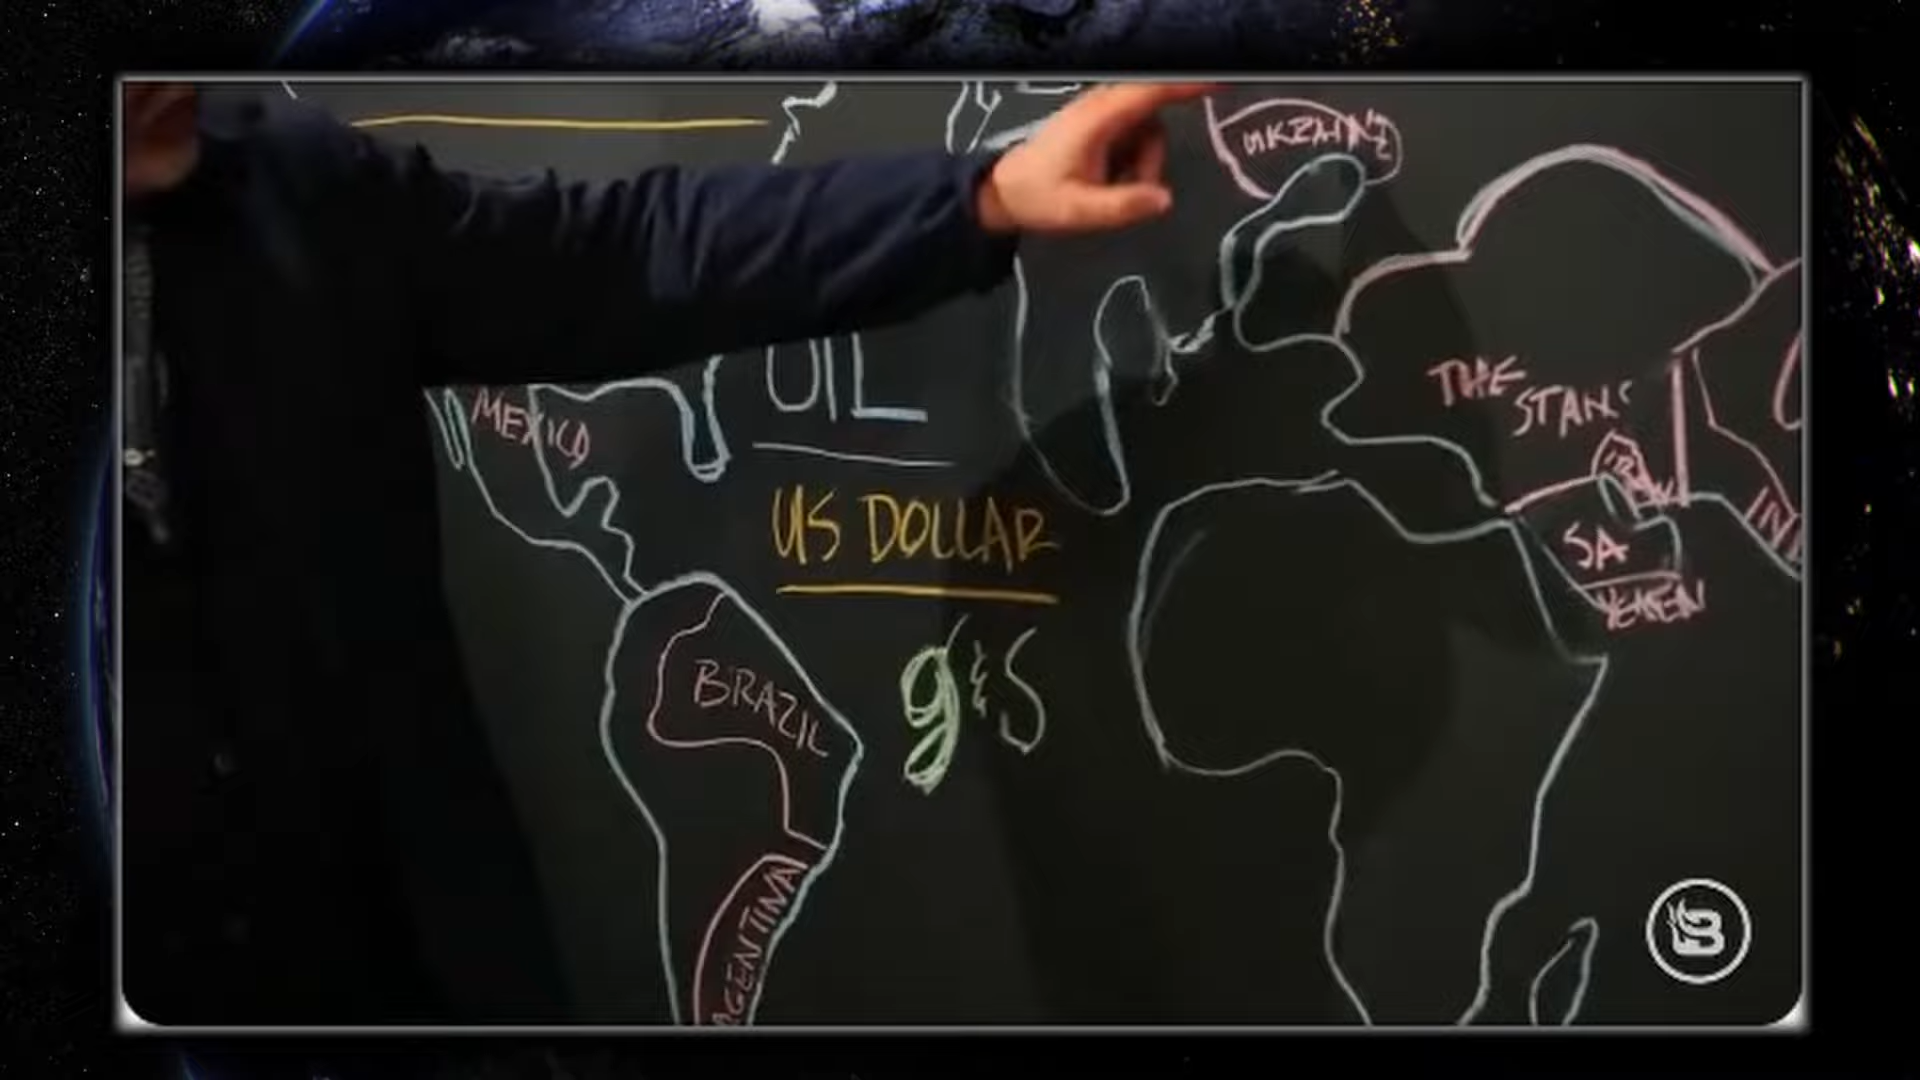 UKRAINE
OIL
THE
STANS
MEXICO
US DOLLAR
SA
YEMEN
g&S
BRAZIL
ARGENTINA